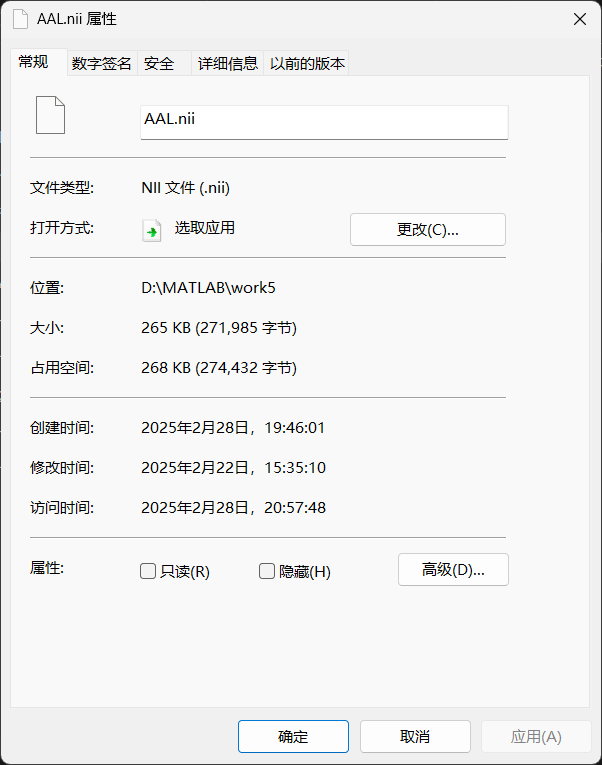 AAL.nii 属性
常规 数字签名 安全 详细信息 以前的版本
AAL.nii
文件类型: NII 文件 (.nii)
打开方式: 选取应用 更改(C)...
位置: D:\MATLAB\work5
大小: 265 KB (271,985 字节)
占用空间: 268 KB (274,432 字节)
创建时间: 2025年2月28日，19:46:01
修改时间: 2025年2月22日，15:35:10
访问时间: 2025年2月28日，20:57:48
属性: 只读(R) 隐藏(H) 高级(D)...
确定 取消 应用(A)